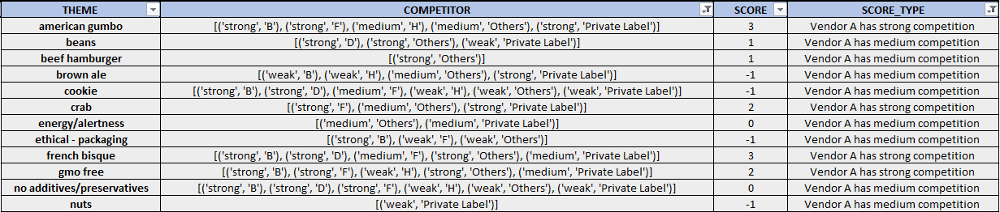 THEME COMPETITOR SCORE SCORE_TYPE
american gumbo [('strong', 'B'), ('strong', 'F'), ('medium', 'H'), ('medium', 'Others'), ('strong', 'Private Label')] 3 Vendor A has strong competition
beans [('strong', 'D'), ('strong', 'Others'), ('weak', 'Private Label')] 1 Vendor A has medium competition
beef hamburger [('strong', 'Others')] 1 Vendor A has medium competition
brown ale [('weak', 'B'), ('weak', 'H'), ('medium', 'Others'), ('strong', 'Private Label')] -1 Vendor A has medium competition
cookie [('strong', 'B'), ('strong', 'D'), ('medium', 'F'), ('weak', 'H'), ('weak', 'Others'), ('weak', 'Private Label')] -1 Vendor A has medium competition
crab [('strong', 'F'), ('medium', 'Others'), ('strong', 'Private Label')] 2 Vendor A has strong competition
energy/alertness [('medium', 'Others'), ('medium', 'Private Label')] 0 Vendor A has medium competition
ethical - packaging [('strong', 'B'), ('weak', 'F'), ('weak', 'Others')] -1 Vendor A has medium competition
french bisque [('strong', 'B'), ('strong', 'D'), ('medium', 'F'), ('strong', 'Others'), ('medium', 'Private Label')] 3 Vendor A has strong competition
gmo free [('strong', 'B'), ('strong', 'F'), ('weak', 'H'), ('strong', 'Others'), ('medium', 'Private Label')] 2 Vendor A has strong competition
no additives/preservatives [('strong', 'B'), ('strong', 'D'), ('strong', 'F'), ('weak', 'H'), ('weak', 'Others'), ('weak', 'Private Label')] 0 Vendor A has medium competition
nuts [('weak', 'Private Label')] -1 Vendor A has medium competition